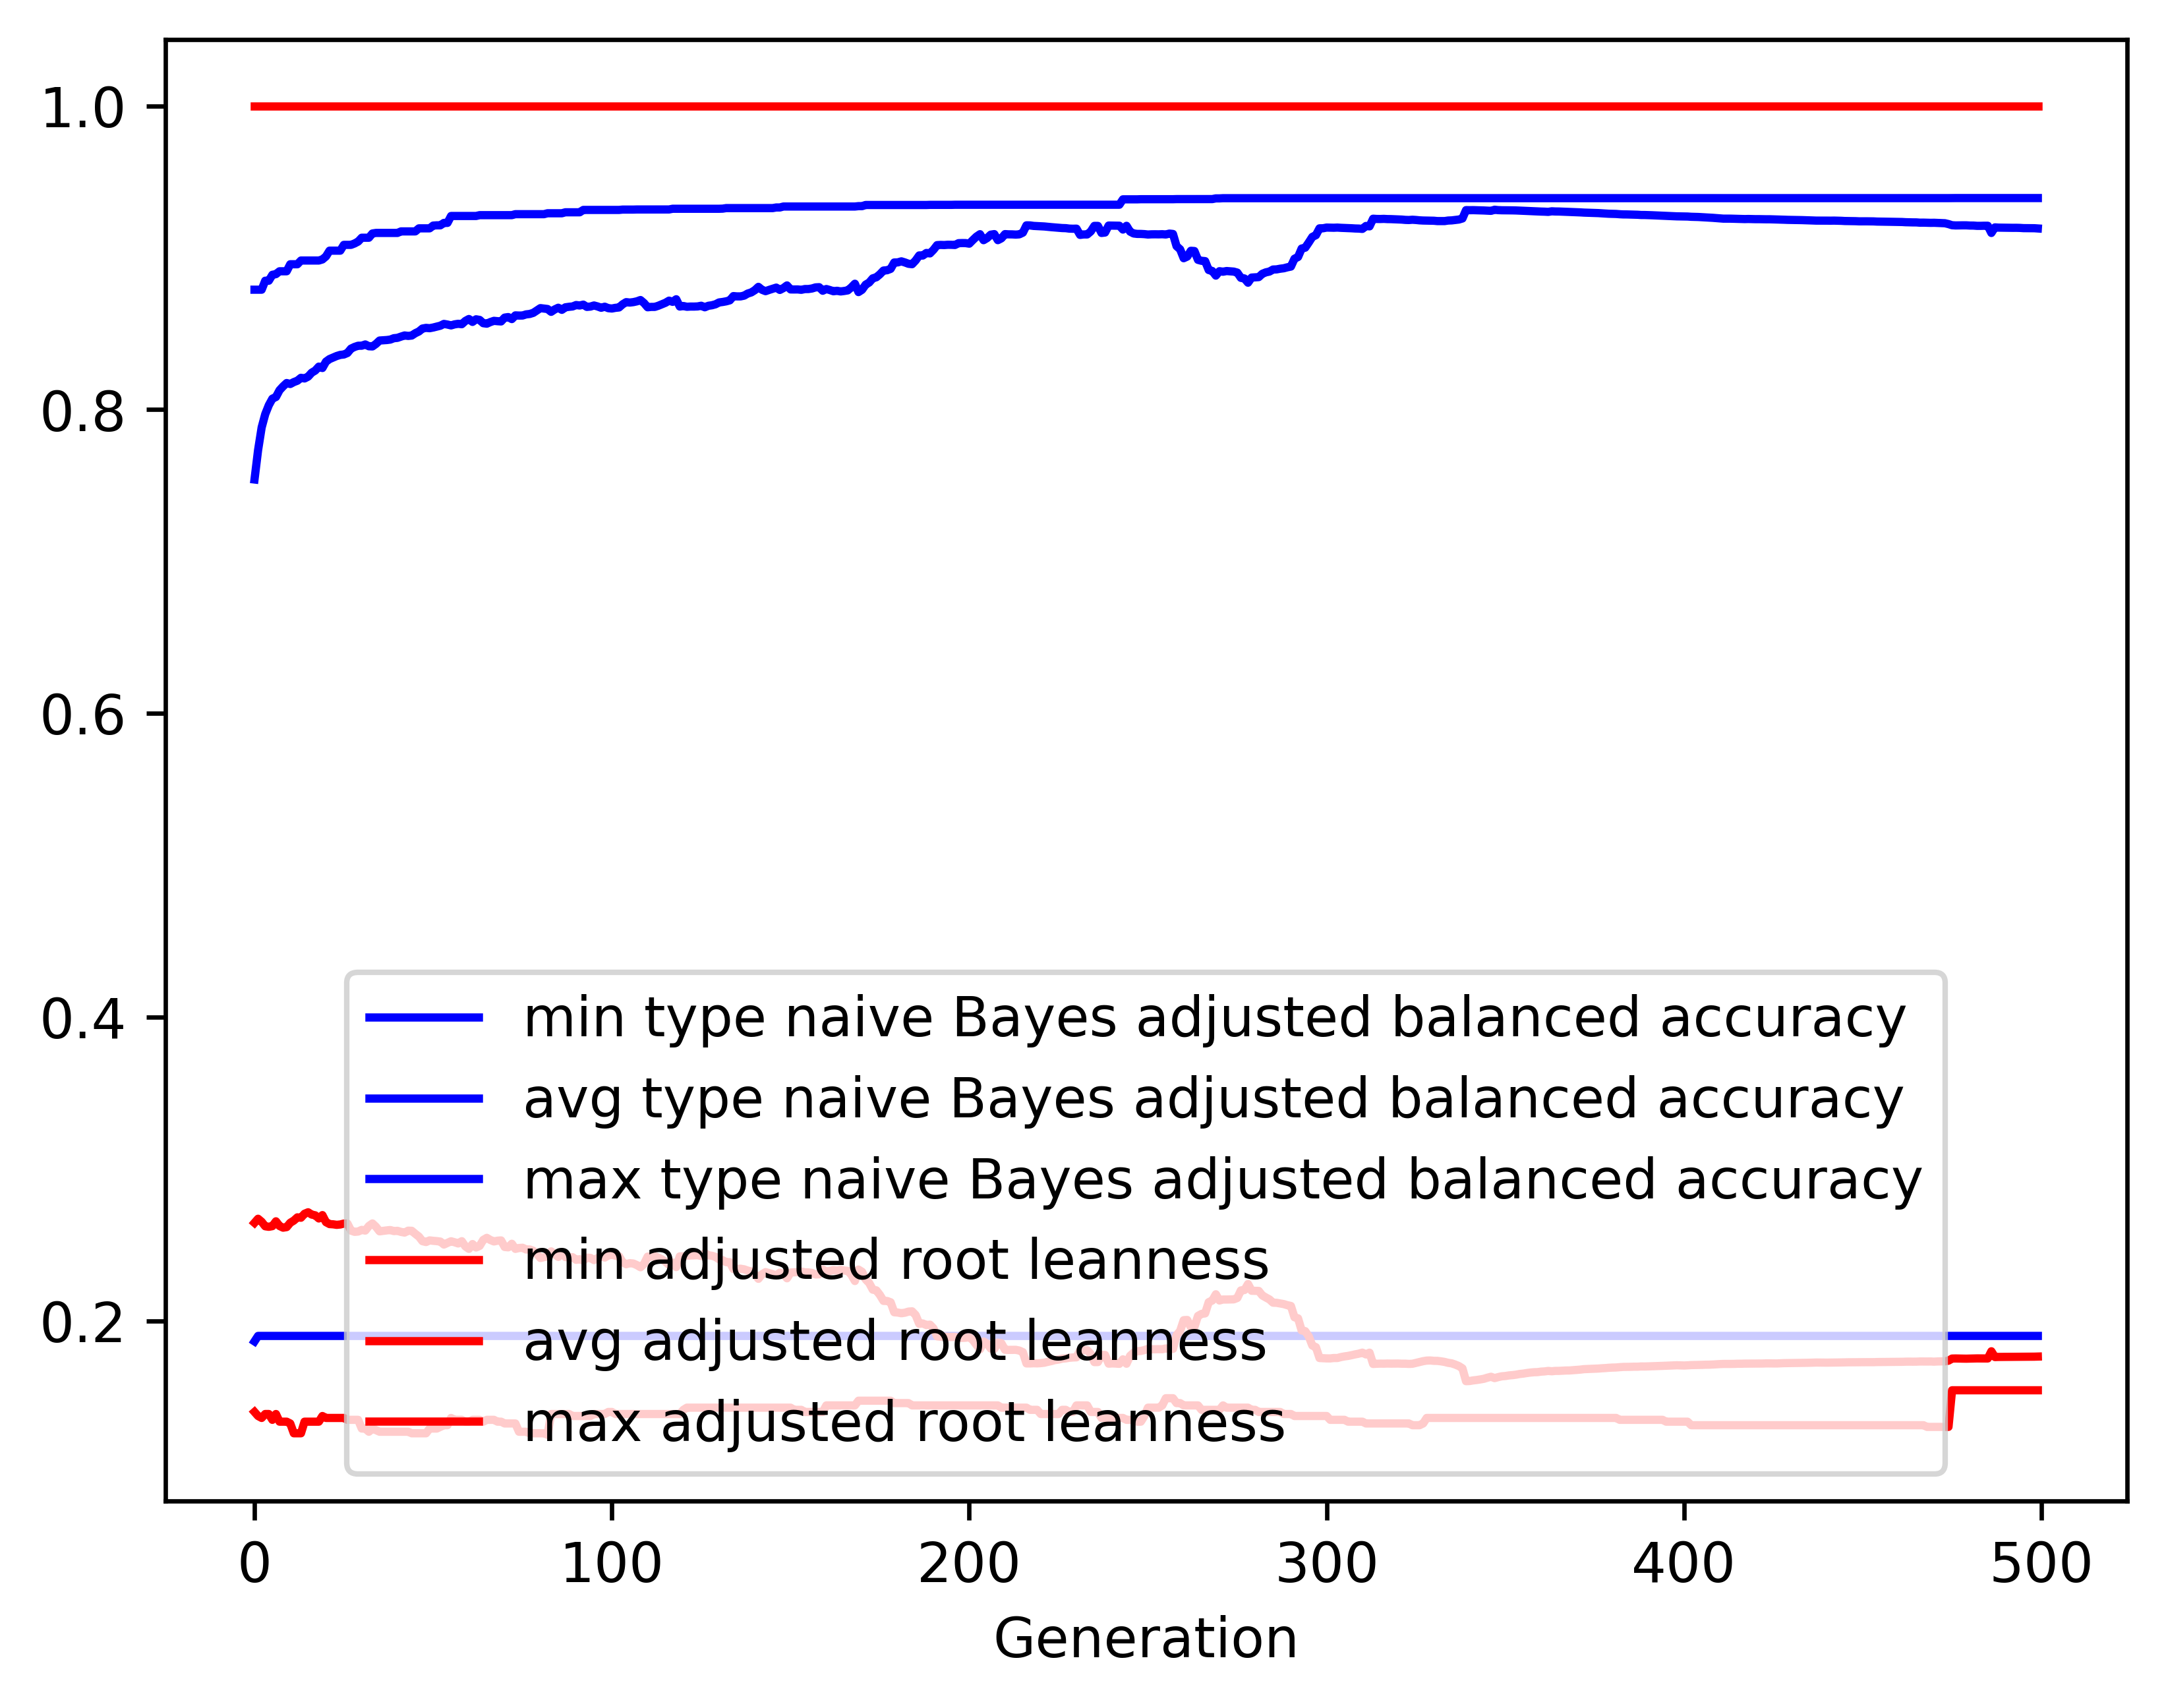 1.0
0.8
0.6
0.4
0.2
min type naive Bayes adjusted balanced accuracy
avg type naive Bayes adjusted balanced accuracy
max type naive Bayes adjusted balanced accuracy
min adjusted root leanness
avg adjusted root leanness
max adjusted root leanness
0 100 200 300 400 500
Generation